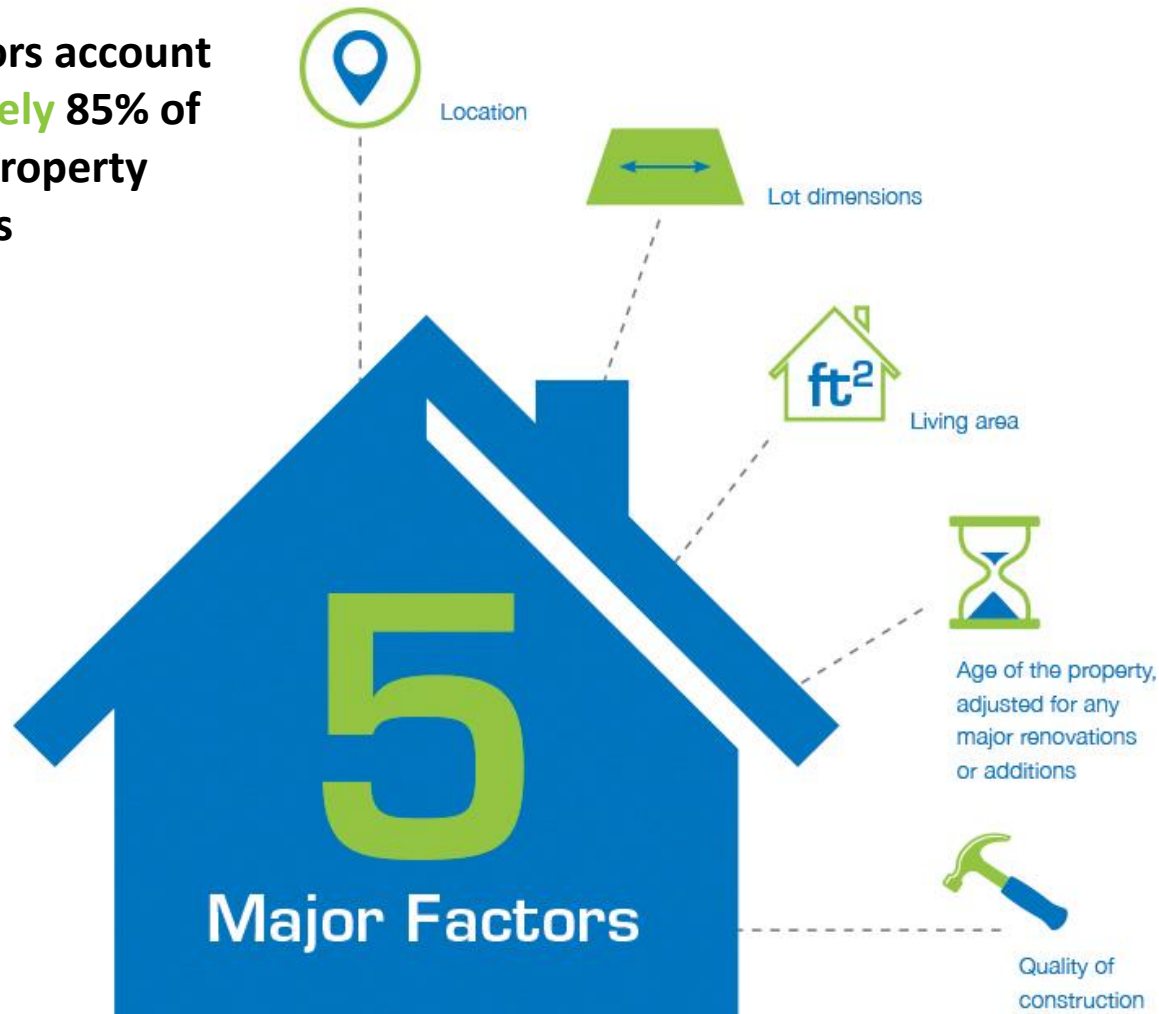 ors account
ely 85% of
roperty
s
Location
Lot dimensions
ft²
Living area
Age of the property,
adjusted for any
major renovations
or additions
5
Major Factors
Quality of
construction